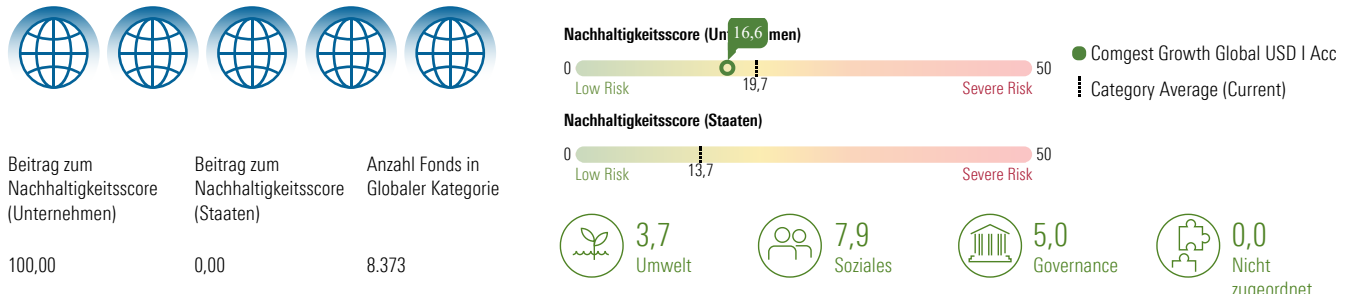 Beitrag zum
Nachhaltigkeitsscore
(Unternehmen)
Beitrag zum
Nachhaltigkeitsscore
(Staaten)
Anzahl Fonds in
Globaler Kategorie
100,00
0,00
8.373
Nachhaltigkeitsscore (Un men)
16,6
0
50
Low Risk
19,7
Severe Risk
Comgest Growth Global USD I Acc
Category Average (Current)
Nachhaltigkeitsscore (Staaten)
0
50
Low Risk
13,7
Severe Risk
3,7
Umwelt
7,9
Soziales
5,0
Governance
0,0
Nicht
zugeordnet